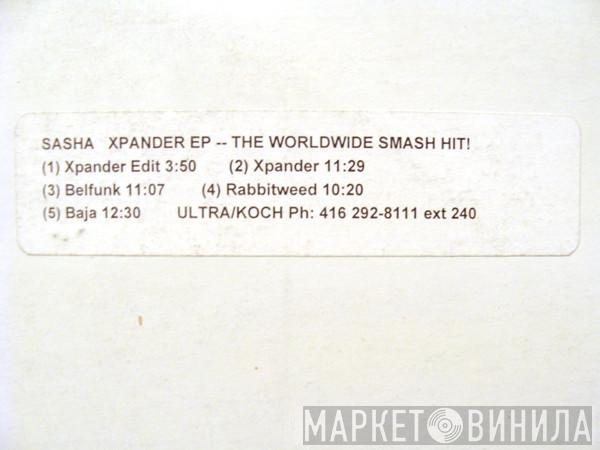 SASHA XPANDER EP -- THE WORLDWIDE SMASH HIT!
(1) Xpander Edit 3:50 (2) Xpander 11:29
(3) Belfunk 11:07 (4) Rabbitweed 10:20
(5) Baja 12:30 ULTRA/KOCH Ph: 416 292-8111 ext 240
МАРКЕТ ВИНИЛА